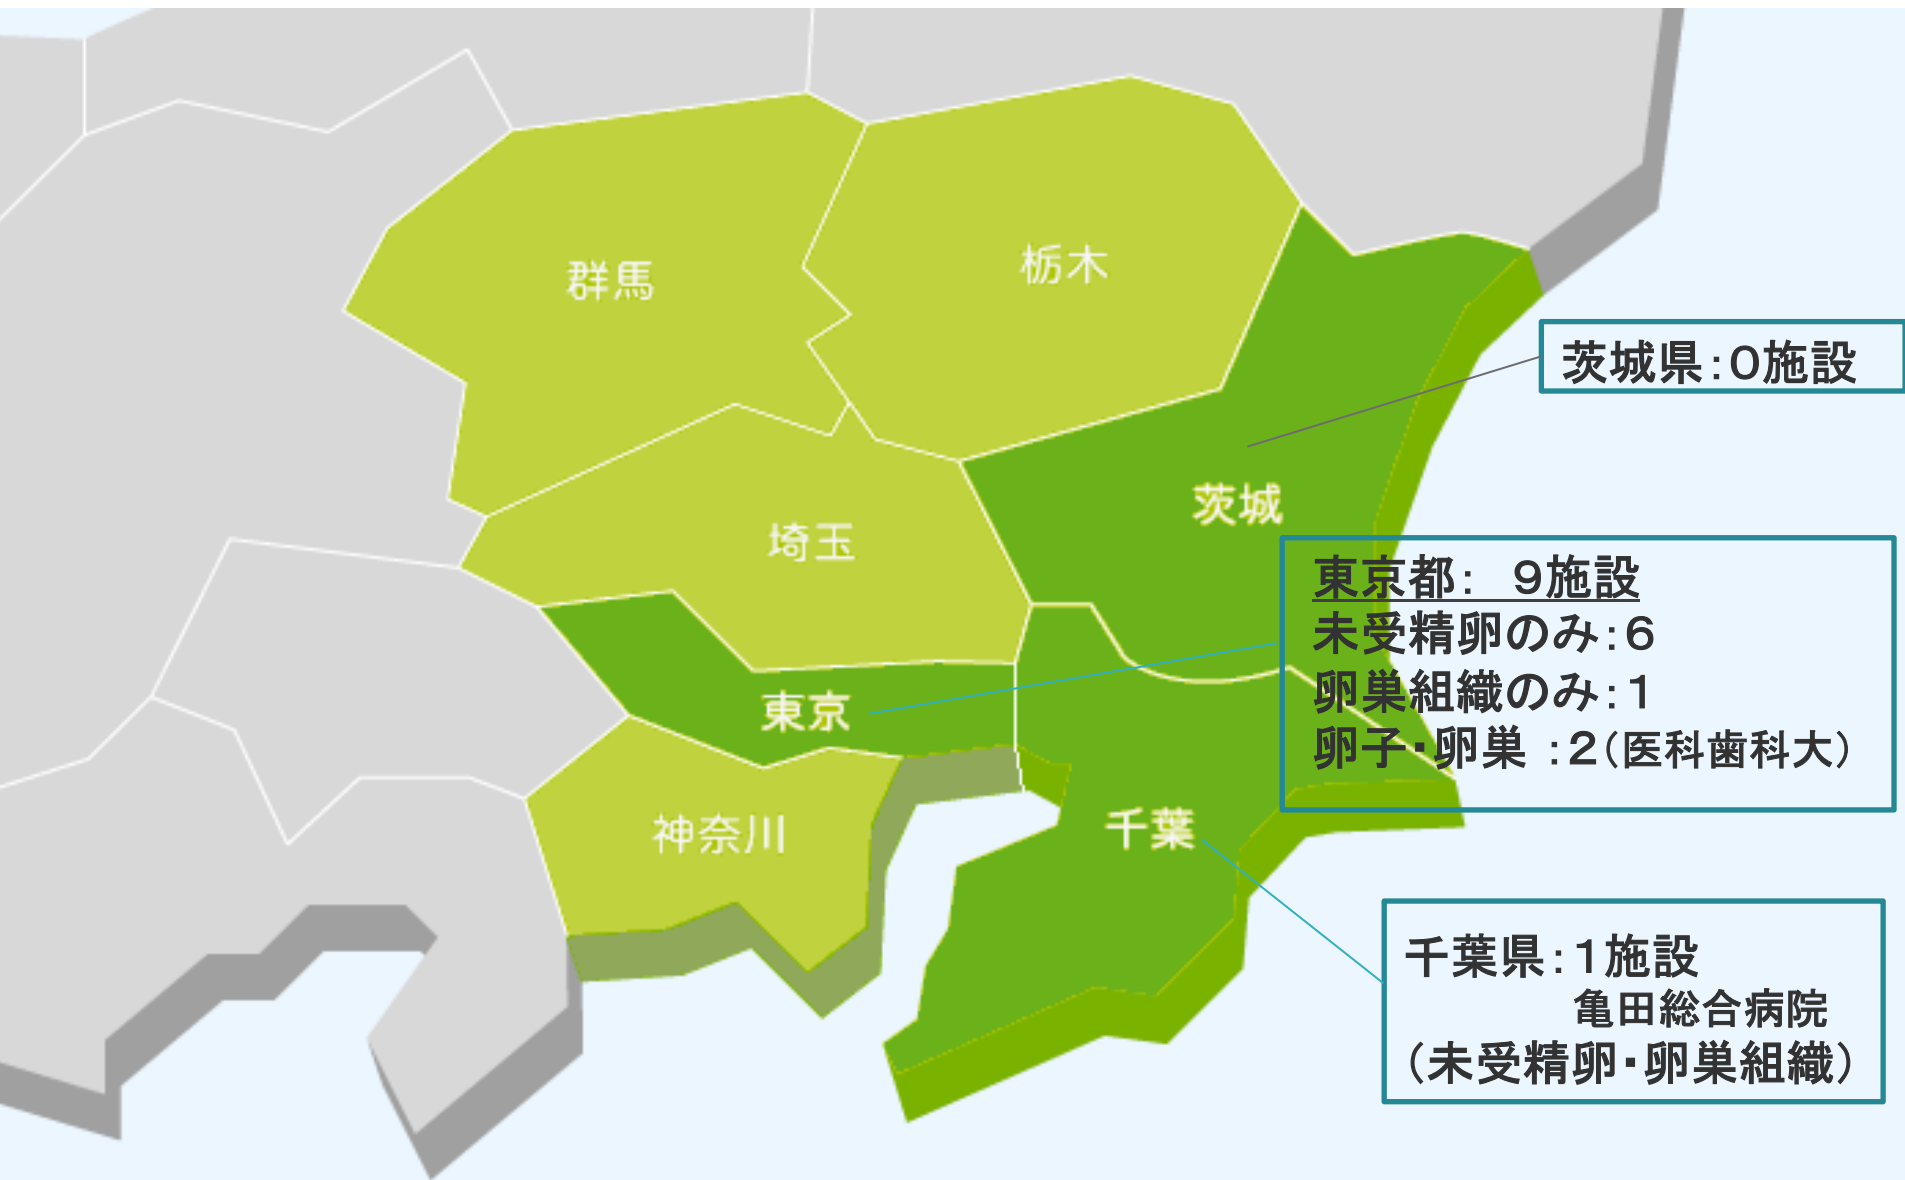 群馬
栃木
茨城県：０施設
茨城
埼玉
東京都：　９施設
未受精卵のみ：６
卵巣組織のみ：１
卵子・卵巣 ：２（医科歯科大）
東京
神奈川
千葉
千葉県：１施設
亀田総合病院
（未受精卵・卵巣組織）